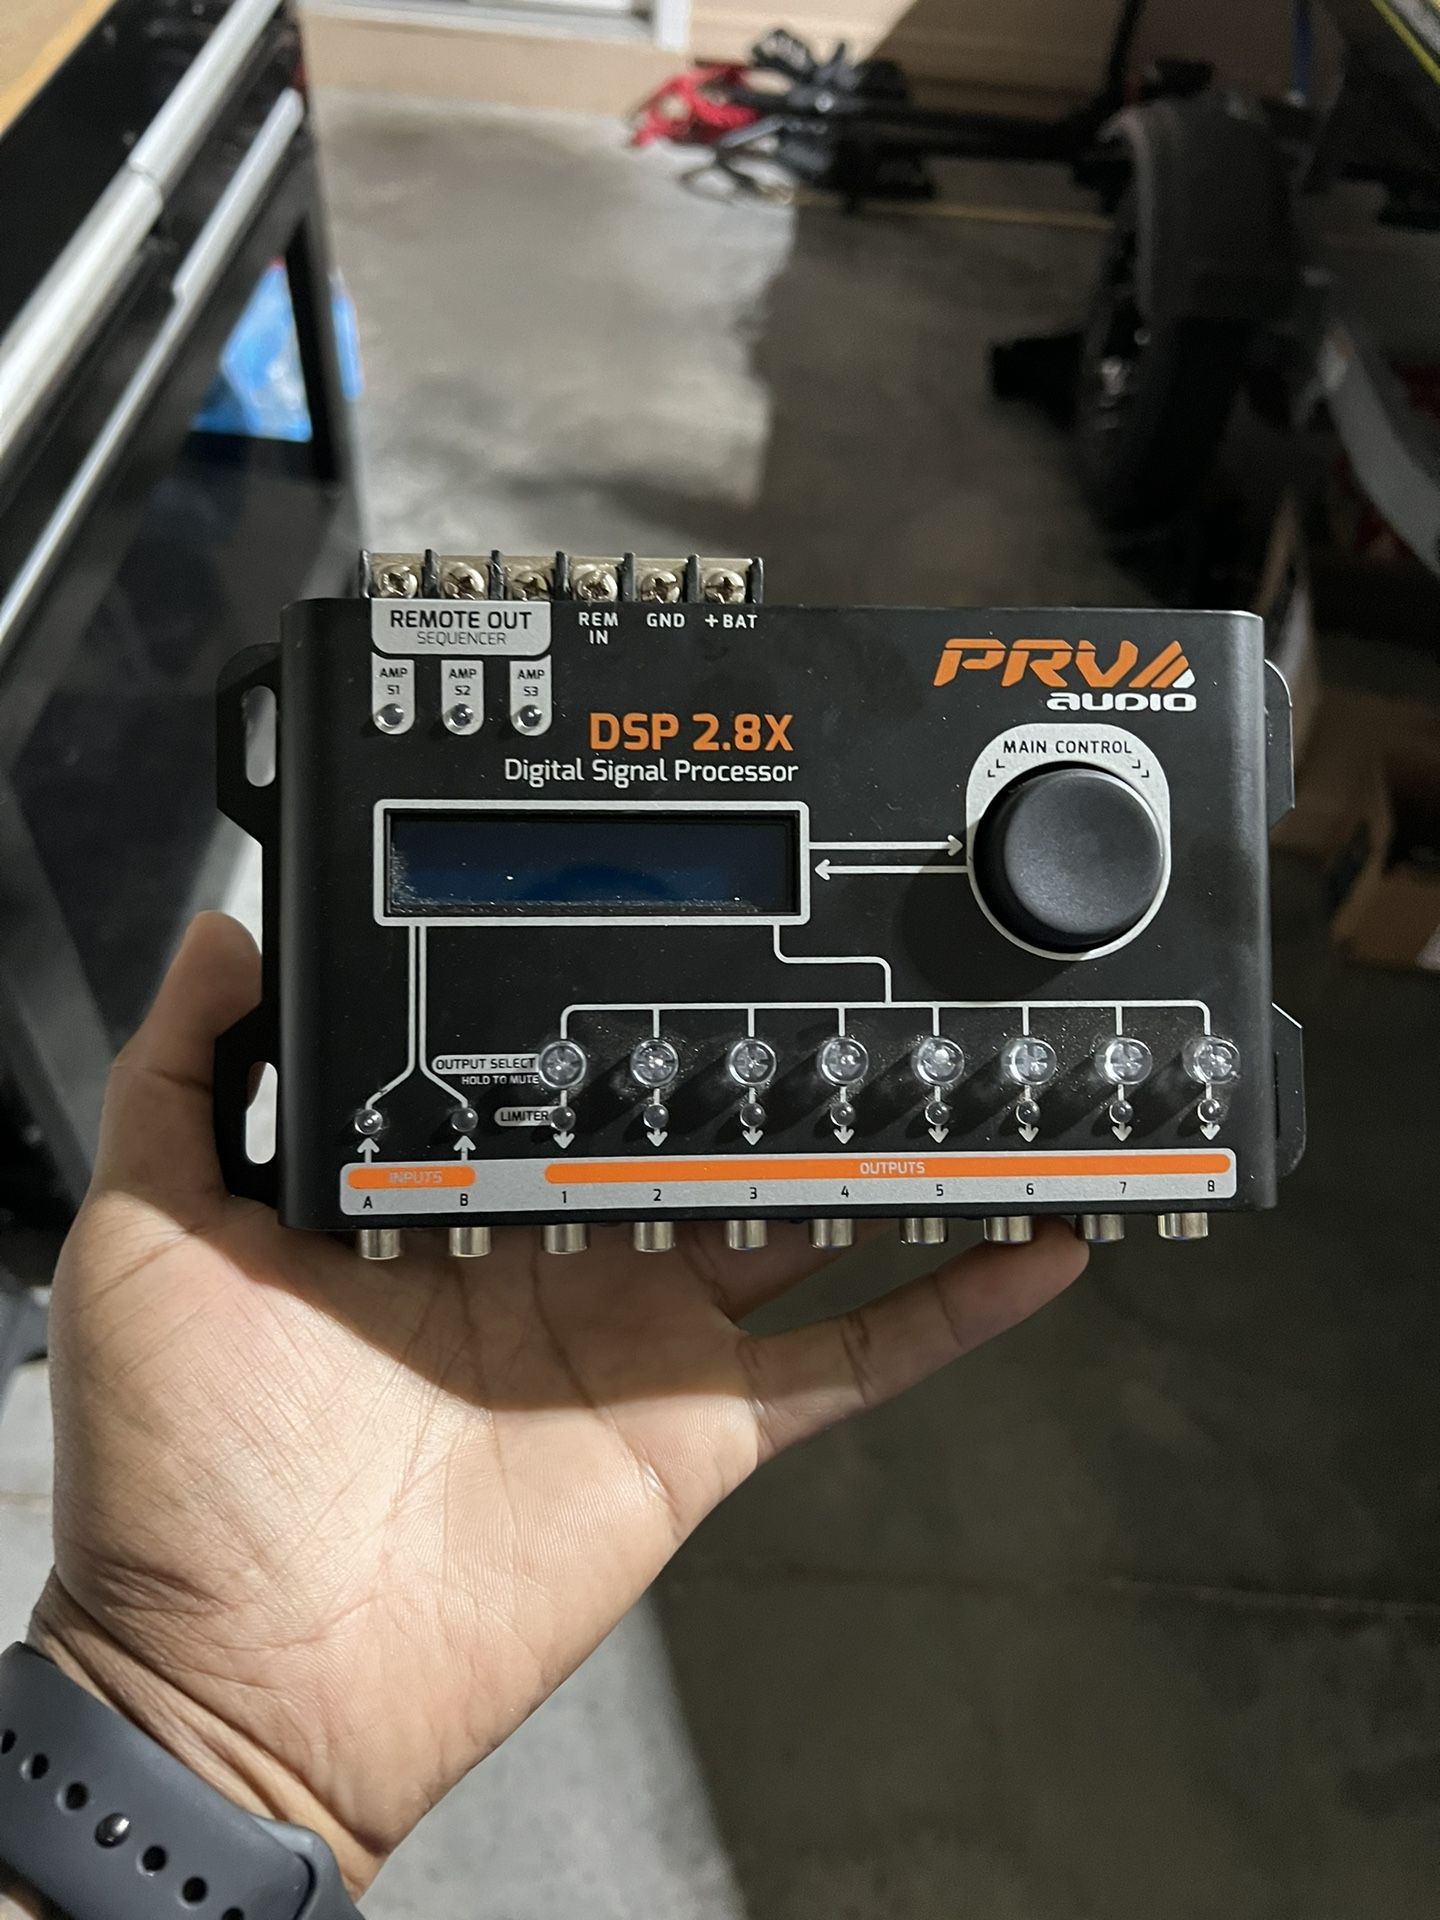 REMOTE OUT
SEQUENCER
REM
IN
GND
+BAT
AMP
S1
AMP
S2
AMP
S3
PRV
AUDIO
DSP 2.8X
Digital Signal Processor
MAIN CONTROL
OUTPUT SELECT
HOLD TO MUTE
LIMITER
INPUTS
OUTPUTS
A B 1 2 3 4 5 6 7 8